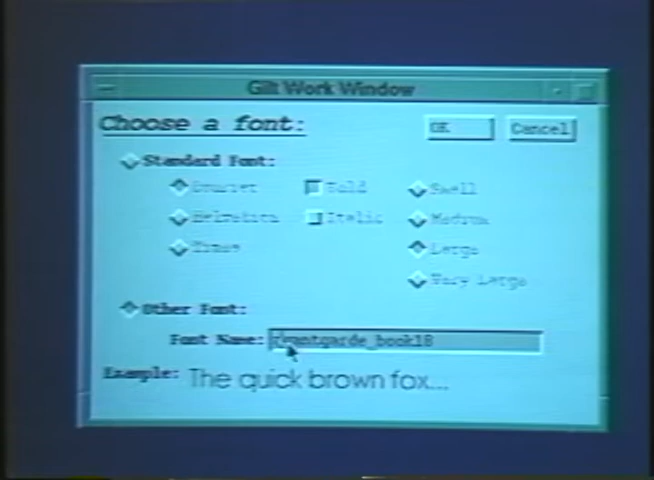 Gilt Work Window
Choose a font:
OK Cancel
Standard Font:
Courier Bold Small
Helvetica Italic Medium
Times Large
Very Large
Other Font:
Font Name: avantgarde_book18
Example: The quick brown fox...